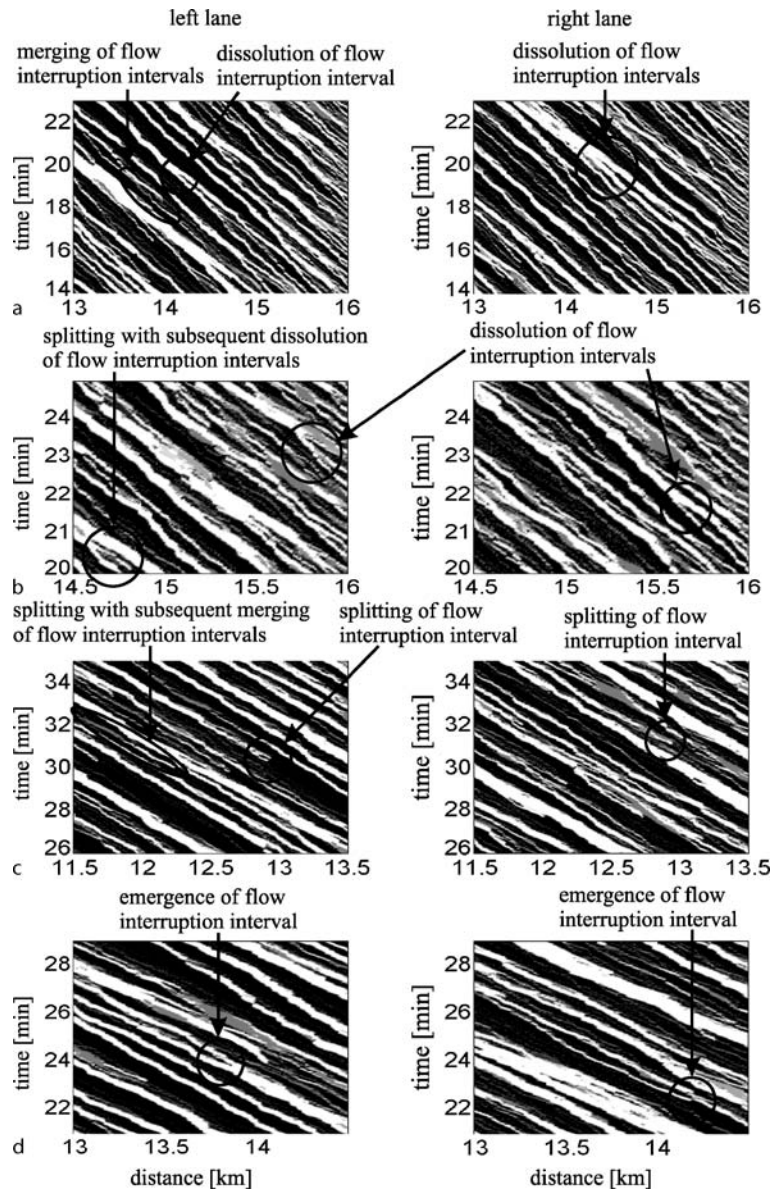 left lane
right lane
merging of flow
interruption intervals
dissolution of flow
interruption interval
dissolution of flow
interruption intervals
time [min]
22
20
18
16
14
13 14 15 16
time [min]
22
20
18
16
14
13 14 15 16
a
splitting with subsequent dissolution
of flow interruption intervals
dissolution of flow
interruption intervals
time [min]
24
23
22
21
20
14.5 15 15.5 16
time [min]
24
23
22
21
20
14.5 15 15.5 16
b
splitting with subsequent merging
of flow interruption intervals
splitting of flow
interruption interval
splitting of flow
interruption interval
time [min]
34
32
30
28
26
11.5 12 12.5 13 13.5
time [min]
34
32
30
28
26
11.5 12 12.5 13 13.5
c
emergence of flow
interruption interval
emergence of flow
interruption interval
time [min]
28
26
24
22
13 13.5 14
distance [km]
time [min]
28
26
24
22
13 13.5 14
distance [km]
d